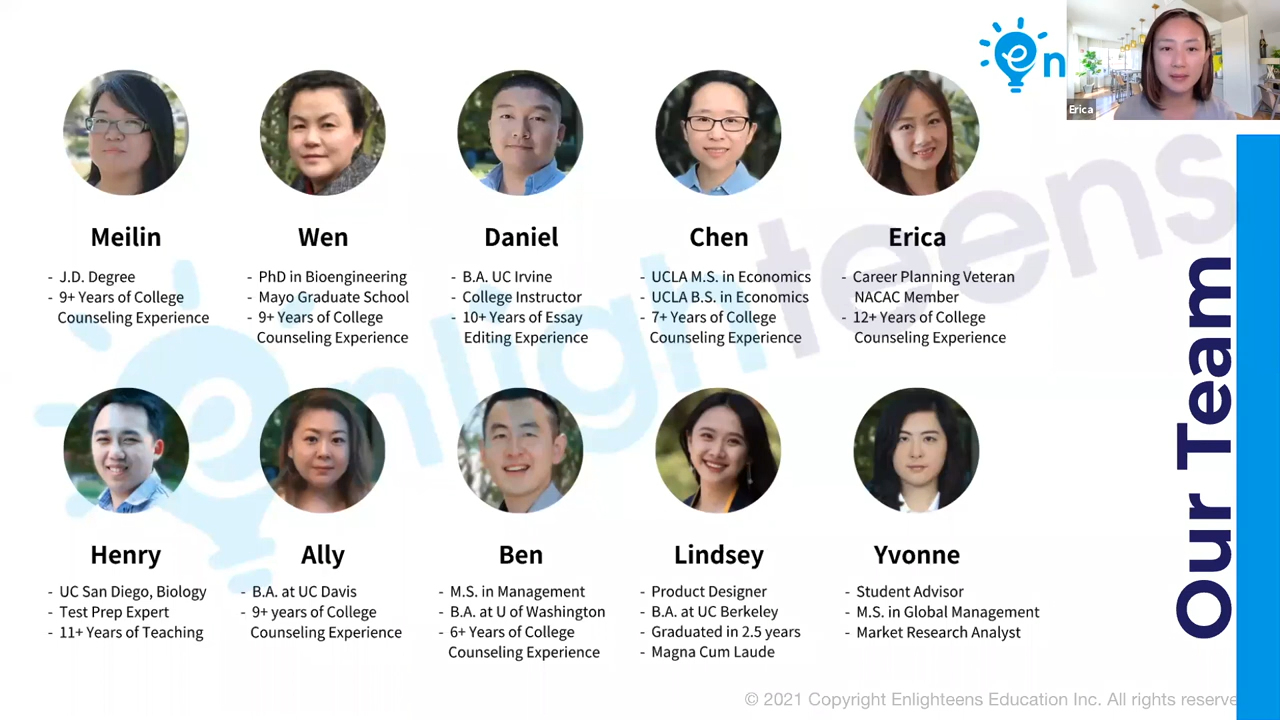 en
Erica
Meilin
- J.D. Degree
- 9+ Years of College
Counseling Experience
Wen
- PhD in Bioengineering
- Mayo Graduate School
- 9+ Years of College
Counseling Experience
Daniel
- B.A. UC Irvine
- College Instructor
- 10+ Years of Essay
Editing Experience
Chen
- UCLA M.S. in Economics
- UCLA B.S. in Economics
- 7+ Years of College
Counseling Experience
Erica
- Career Planning Veteran
NACAC Member
- 12+ Years of College
Counseling Experience
Henry
- UC San Diego, Biology
- Test Prep Expert
- 11+ Years of Teaching
Ally
- B.A. at UC Davis
- 9+ years of College
Counseling Experience
Ben
- M.S. in Management
- B.A. at U of Washington
- 6+ Years of College
Counseling Experience
Lindsey
- Product Designer
- B.A. at UC Berkeley
- Graduated in 2.5 years
- Magna Cum Laude
Yvonne
- Student Advisor
- M.S. in Global Management
- Market Research Analyst
Our Team
enlighteens
© 2021 Copyright Enlighteens Education Inc. All rights reserve